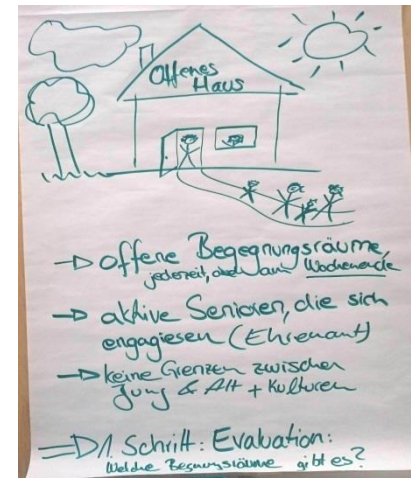 Offenes
Haus
→ offene Begegnungsräume,
jederzeit, auch am Wochenende
→ aktive Senioren, die sich
engagieren (Ehrenamt)
→ keine Grenzen zwischen
Jung & Alt + Kulturen
⇒ 1. Schritt: Evaluation:
Welche Begnungsräume gibt es?